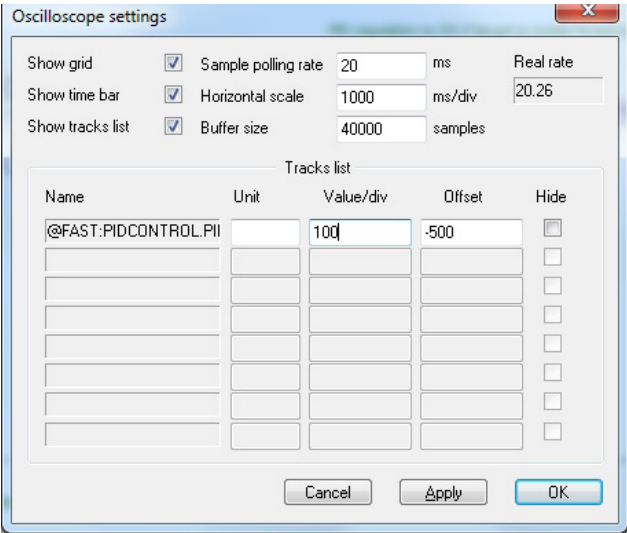 Oscilloscope settings
Show grid Sample polling rate 20 ms Real rate
Show time bar Horizontal scale 1000 ms/div 20.26
Show tracks list Buffer size 40000 samples
Tracks list
Name Unit Value/div Offset Hide
@FAST:PIDCONTROL.PII 100 -500
Cancel Apply OK